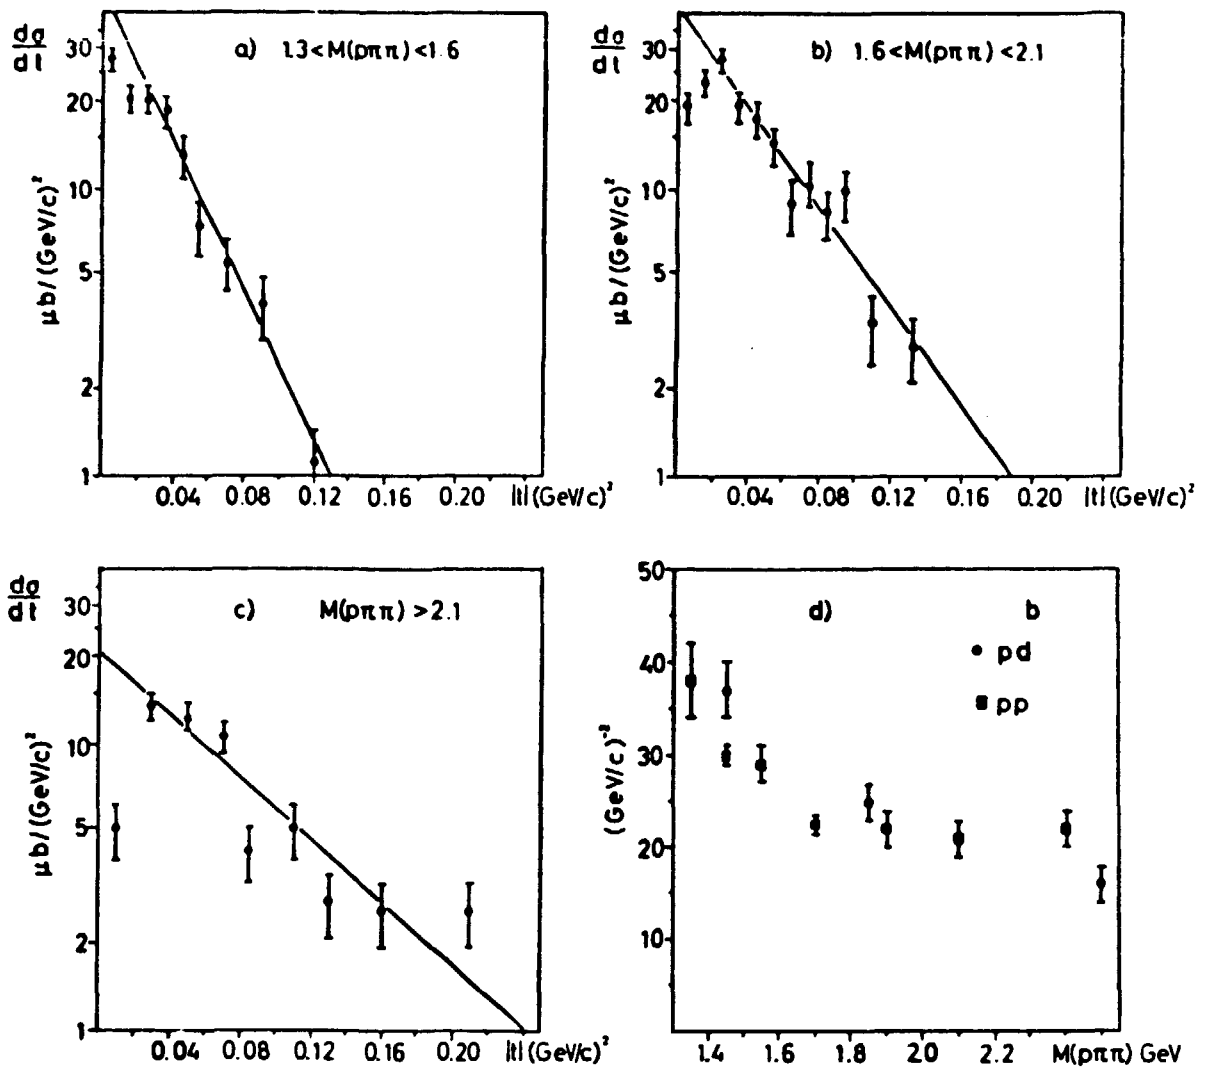 dσ
dt
a) 1.3<M(pππ)<1.6
30
20
10
5
2
1
μb/(GeV/c)²
0.04 0.08 0.12 0.16 0.20 |t|(GeV/c)²
dσ
dt
b) 1.6<M(pππ)<2.1
30
20
10
5
2
1
μb/(GeV/c)²
0.04 0.08 0.12 0.16 0.20 |t|(GeV/c)²
dσ
dt
c) M(pππ) >2.1
30
20
10
5
2
1
μb/(GeV/c)²
0.04 0.08 0.12 0.16 0.20 |t|(GeV/c)²
d) b
pd
pp
50
40
30
20
10
(GeV/c)⁻²
1.4 1.6 1.8 2.0 2.2 M(pππ) GeV